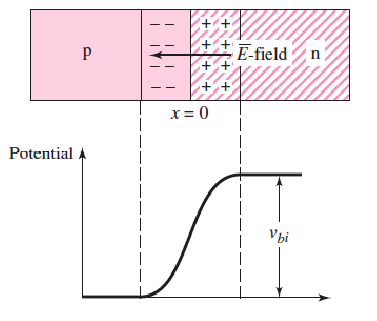 − − + +
p − − + + E̅-field n
− − + +
− − + +
x = 0
Potential
v_bi